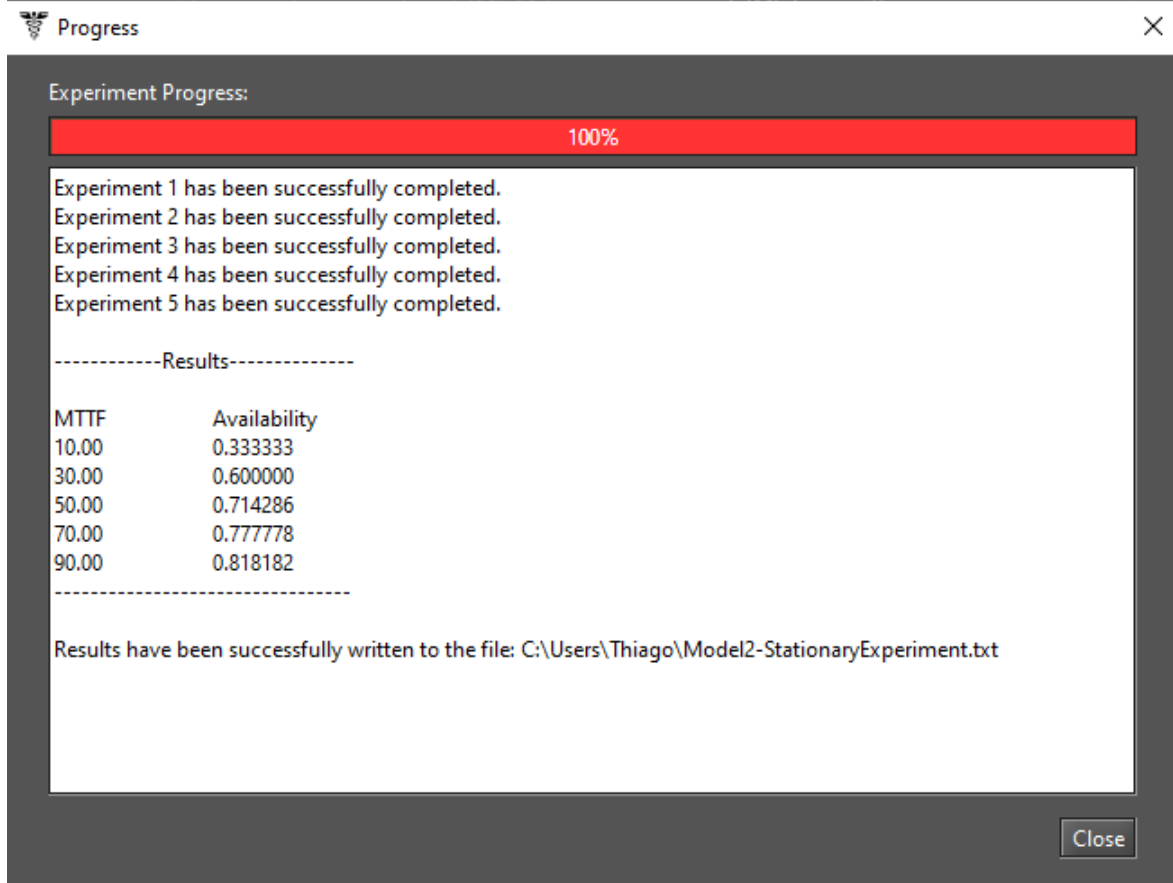 Progress
Experiment Progress:
100%
Experiment 1 has been successfully completed.
Experiment 2 has been successfully completed.
Experiment 3 has been successfully completed.
Experiment 4 has been successfully completed.
Experiment 5 has been successfully completed.
------------Results--------------
MTTF Availability
10.00 0.333333
30.00 0.600000
50.00 0.714286
70.00 0.777778
90.00 0.818182
---------------------------------
Results have been successfully written to the file: C:\Users\Thiago\Model2-StationaryExperiment.txt
Close